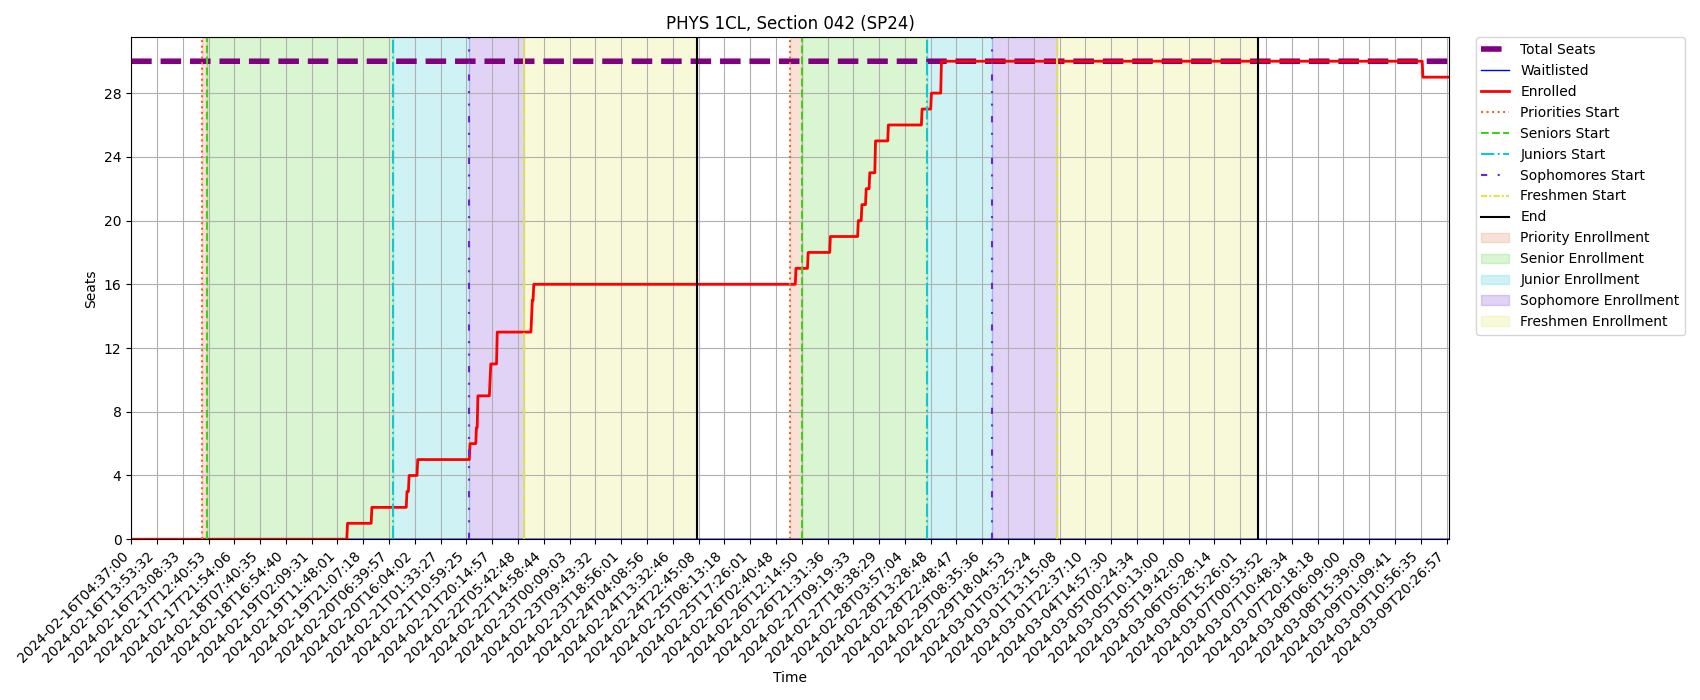 PHYS 1CL, Section 042 (SP24)
Seats
28
24
20
16
12
8
4
0
2024-02-16T04:37:00
2024-02-16T13:53:32
2024-02-16T23:08:33
2024-02-17T12:40:53
2024-02-17T21:54:06
2024-02-18T07:40:35
2024-02-18T16:54:40
2024-02-19T02:09:31
2024-02-19T11:48:01
2024-02-19T21:07:18
2024-02-20T06:39:57
2024-02-20T16:04:02
2024-02-21T01:33:27
2024-02-21T10:59:25
2024-02-21T20:14:57
2024-02-22T05:42:48
2024-02-22T14:58:44
2024-02-23T00:09:03
2024-02-23T09:43:32
2024-02-23T18:56:01
2024-02-24T04:08:56
2024-02-24T13:32:46
2024-02-24T22:45:08
2024-02-25T08:13:18
2024-02-25T17:26:01
2024-02-26T02:40:48
2024-02-26T12:14:50
2024-02-26T21:31:36
2024-02-27T09:19:33
2024-02-27T18:38:29
2024-02-28T03:57:04
2024-02-28T13:28:48
2024-02-28T22:48:47
2024-02-29T08:35:36
2024-02-29T18:04:53
2024-03-01T03:25:24
2024-03-01T13:15:08
2024-03-01T22:37:10
2024-03-04T14:57:30
2024-03-05T00:24:34
2024-03-05T10:13:00
2024-03-05T19:42:00
2024-03-06T05:28:14
2024-03-06T15:26:01
2024-03-07T00:53:52
2024-03-07T10:48:34
2024-03-07T20:18:18
2024-03-08T06:09:00
2024-03-08T15:39:09
2024-03-09T01:09:41
2024-03-09T10:56:35
2024-03-09T20:26:57
Time
Total Seats
Waitlisted
Enrolled
Priorities Start
Seniors Start
Juniors Start
Sophomores Start
Freshmen Start
End
Priority Enrollment
Senior Enrollment
Junior Enrollment
Sophomore Enrollment
Freshmen Enrollment